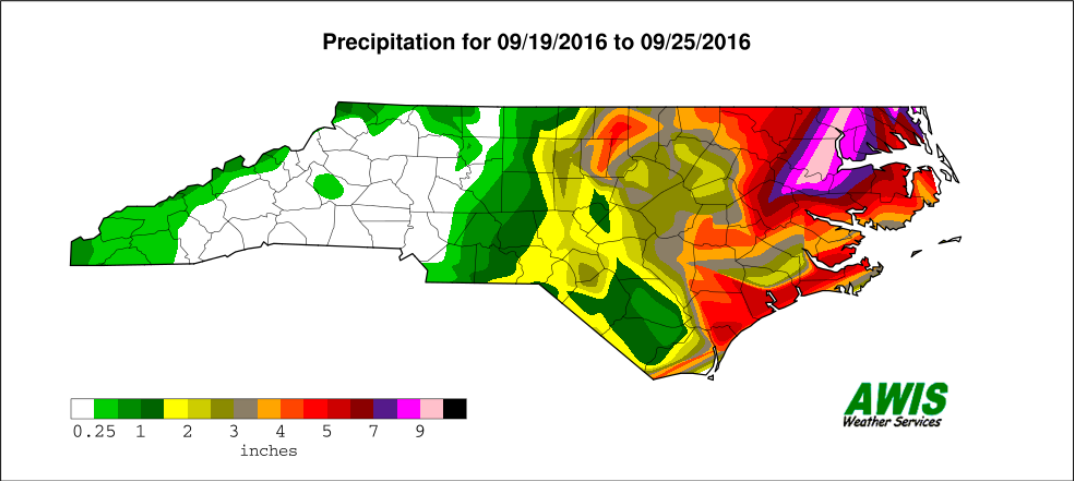 Precipitation for 09/19/2016 to 09/25/2016
0.25 1 2 3 4 5 7 9
inches
AWIS
Weather Services